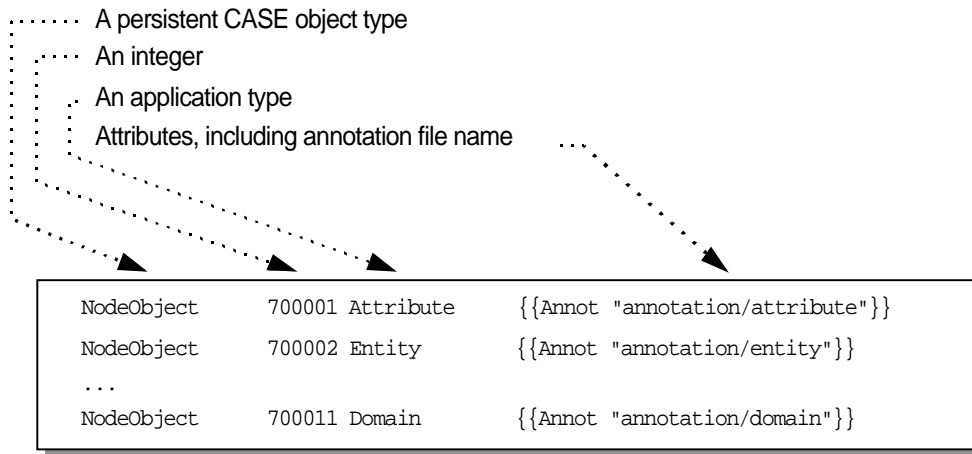 A persistent CASE object type
An integer
An application type
Attributes, including annotation file name
NodeObject 700001 Attribute {{Annot "annotation/attribute"}}
NodeObject 700002 Entity {{Annot "annotation/entity"}}
...
NodeObject 700011 Domain {{Annot "annotation/domain"}}